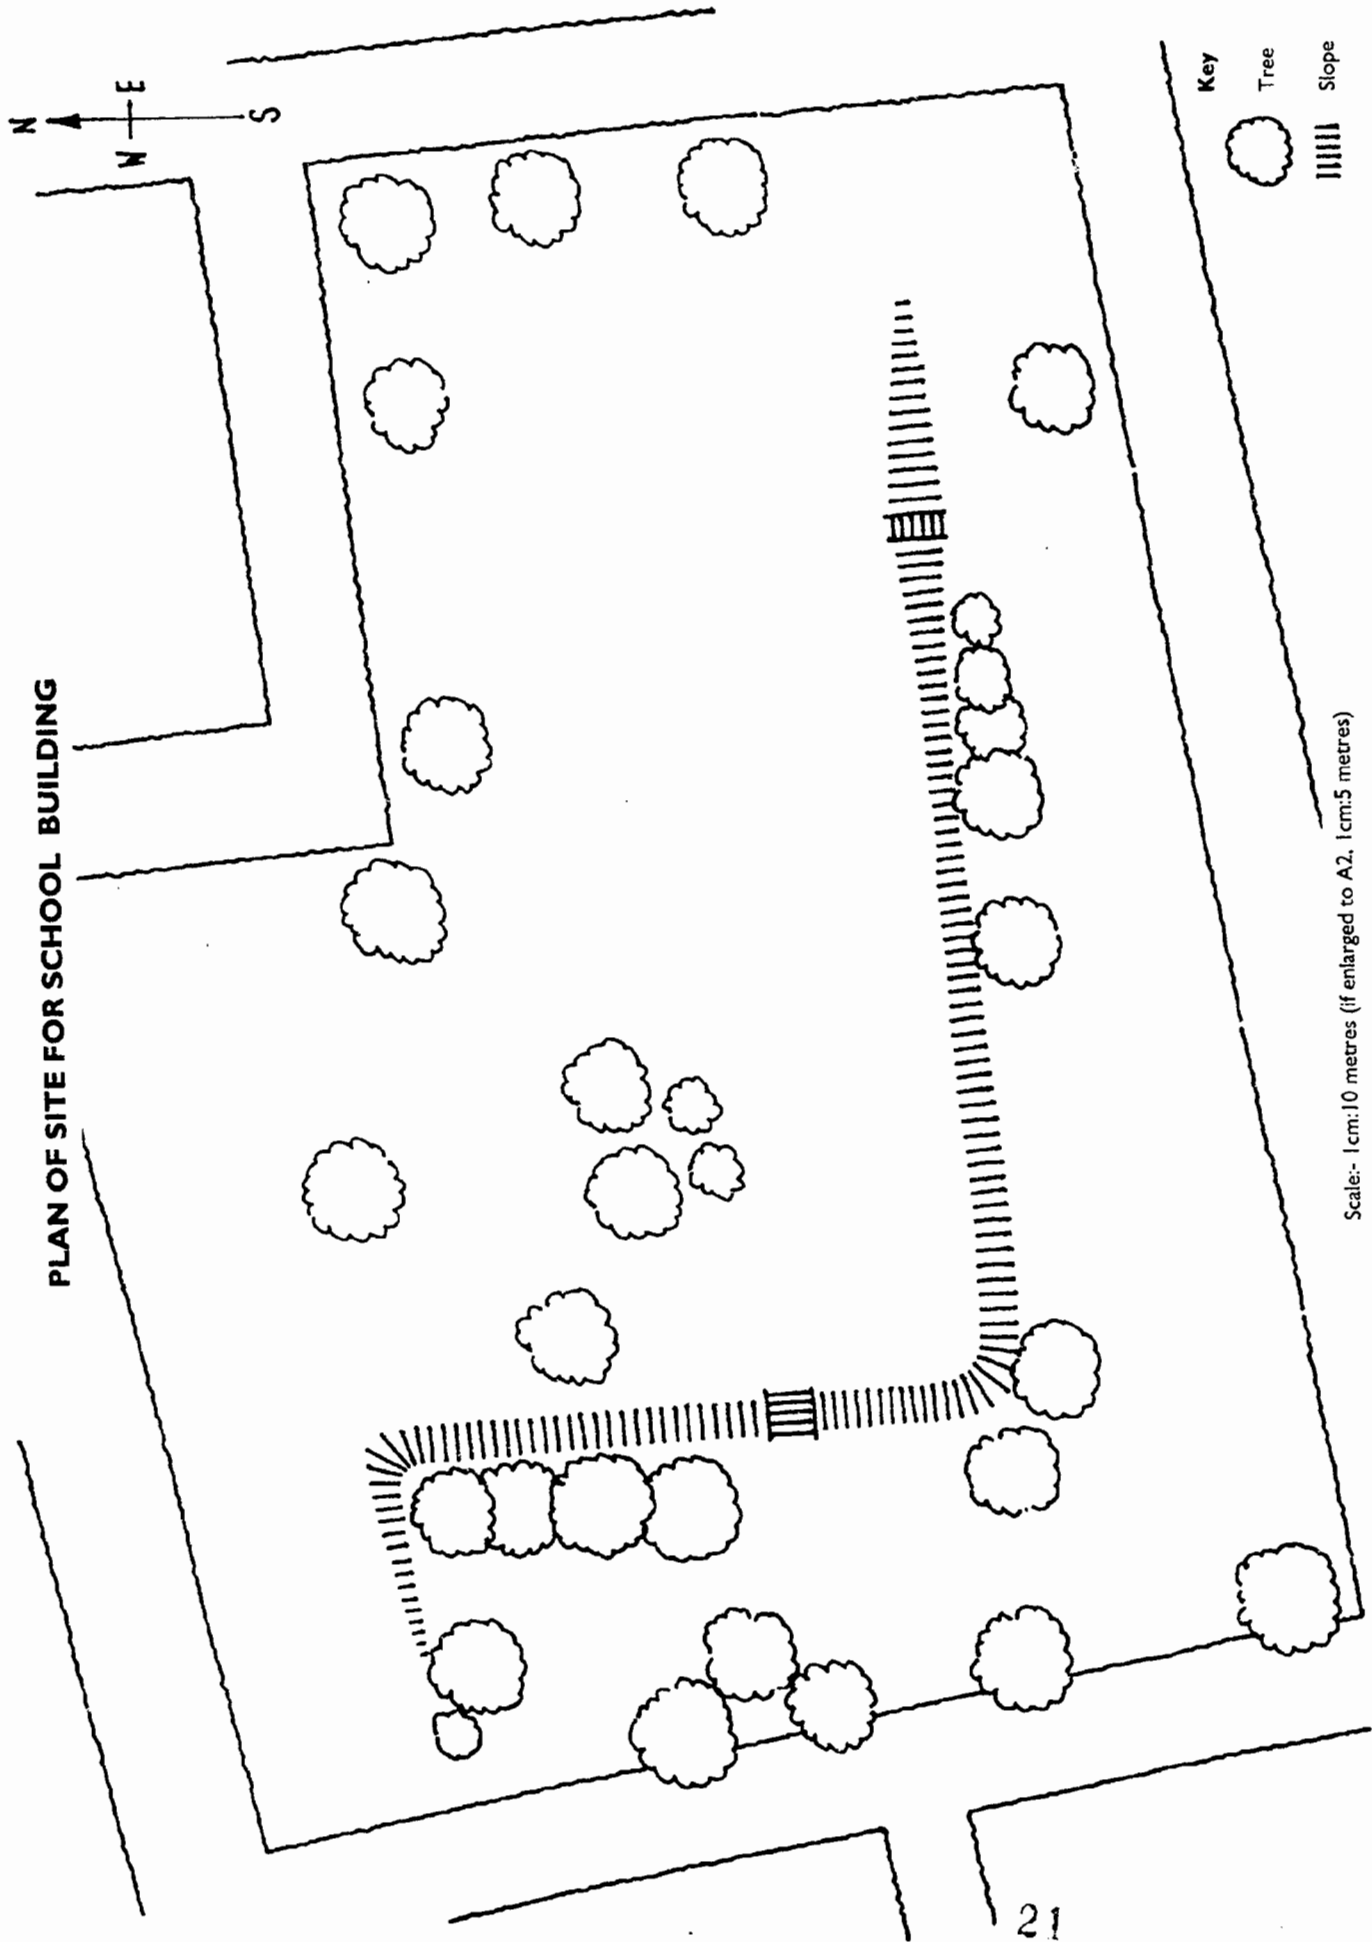 PLAN OF SITE FOR SCHOOL BUILDING
N
W E
S
Key
Tree
Slope
Scale:- 1cm:10 metres (if enlarged to A2, 1cm:5 metres)
21